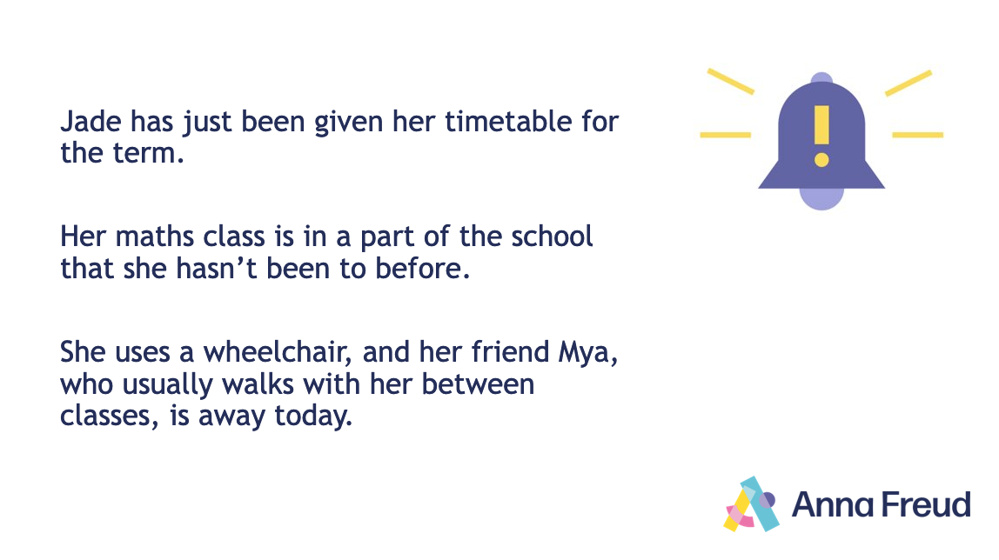 Jade has just been given her timetable for
the term.
Her maths class is in a part of the school
that she hasn’t been to before.
She uses a wheelchair, and her friend Mya,
who usually walks with her between
classes, is away today.
!
Anna Freud